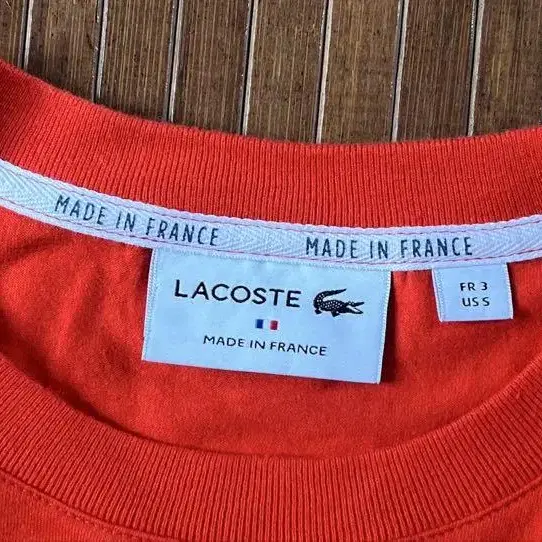 MADE IN FRANCE MADE IN FRANCE
LACOSTE
MADE IN FRANCE
FR 3
US S